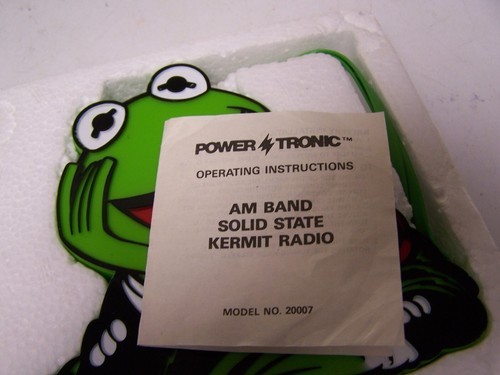 POWER TRONIC™
OPERATING INSTRUCTIONS
AM BAND
SOLID STATE
KERMIT RADIO
MODEL NO. 20007